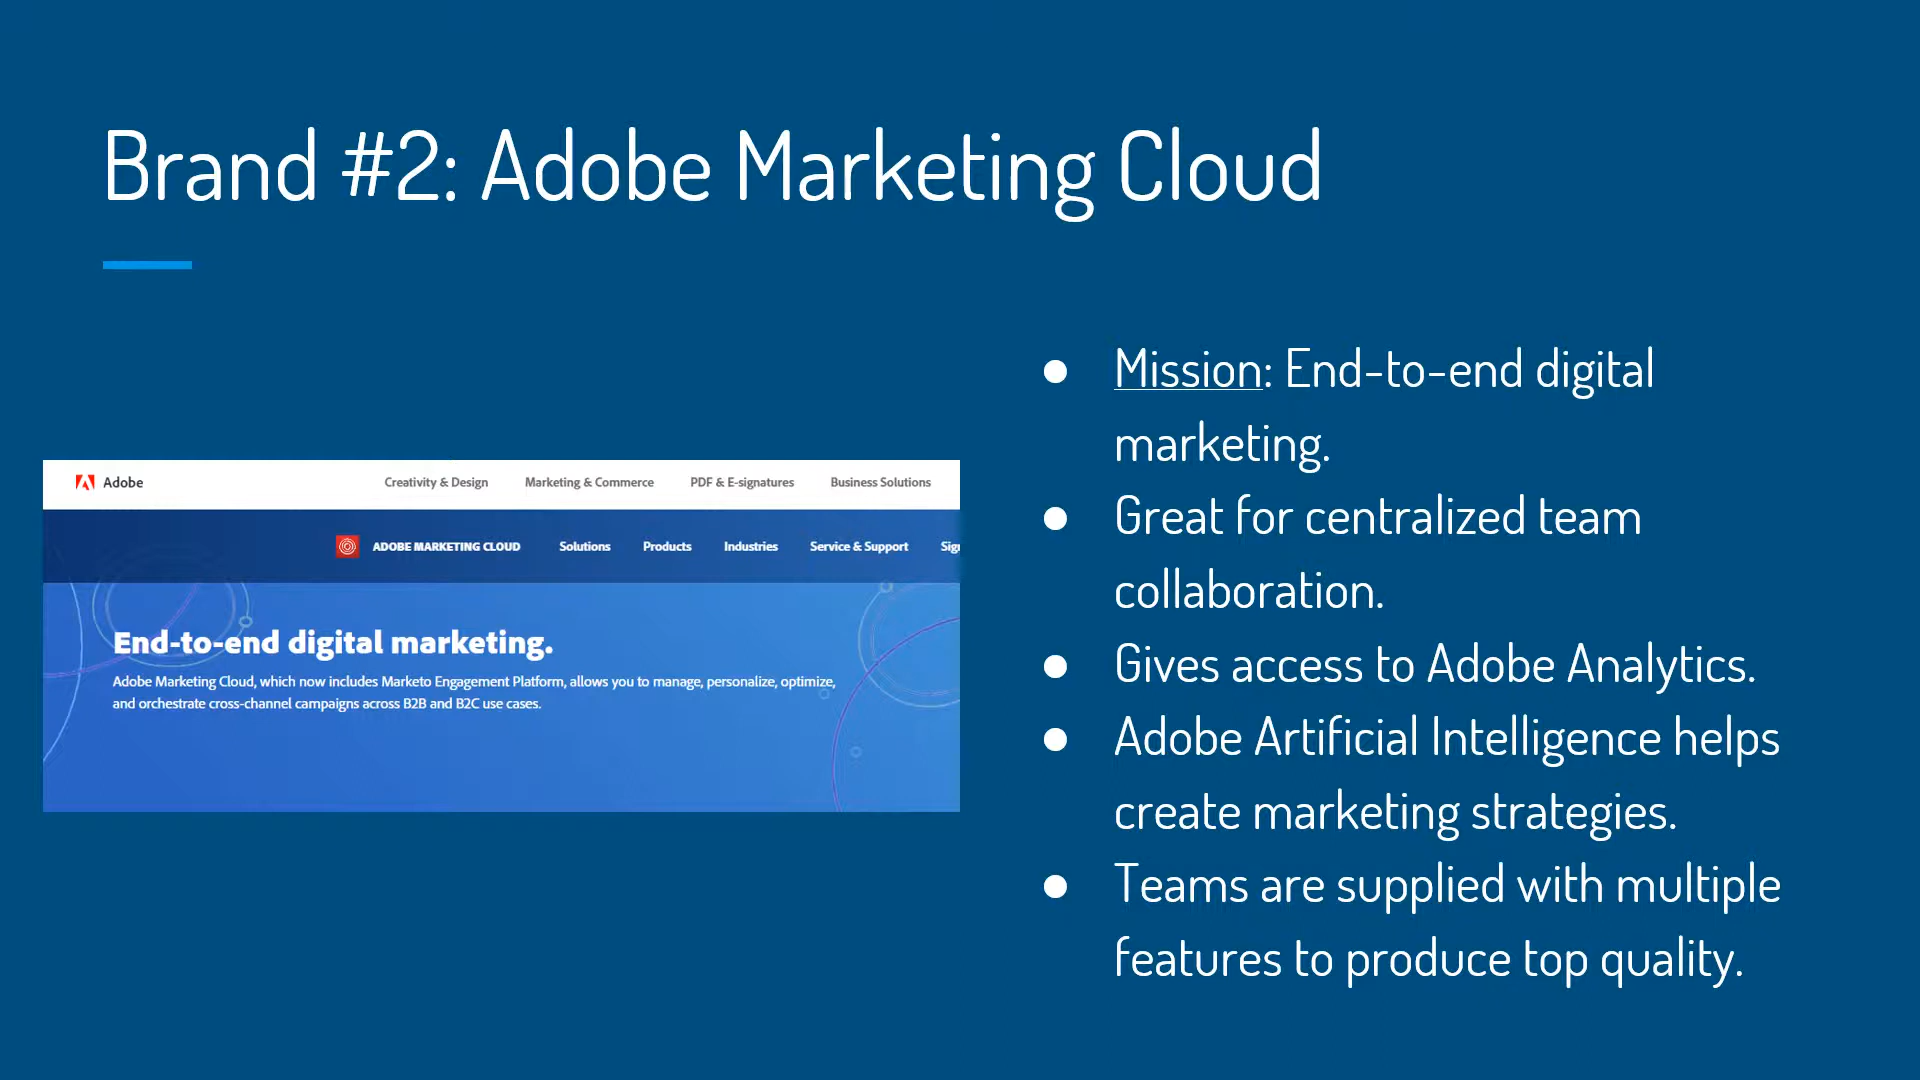 Brand #2: Adobe Marketing Cloud
Adobe
Creativity & Design Marketing & Commerce PDF & E-signatures Business Solutions
ADOBE MARKETING CLOUD Solutions Products Industries Service & Support
End-to-end digital marketing.
Adobe Marketing Cloud, which now includes Marketo Engagement Platform, allows you to manage, personalize, optimize,
and orchestrate cross-channel campaigns across B2B and B2C use cases.
● Mission: End-to-end digital
marketing.
● Great for centralized team
collaboration.
● Gives access to Adobe Analytics.
● Adobe Artificial Intelligence helps
create marketing strategies.
● Teams are supplied with multiple
features to produce top quality.